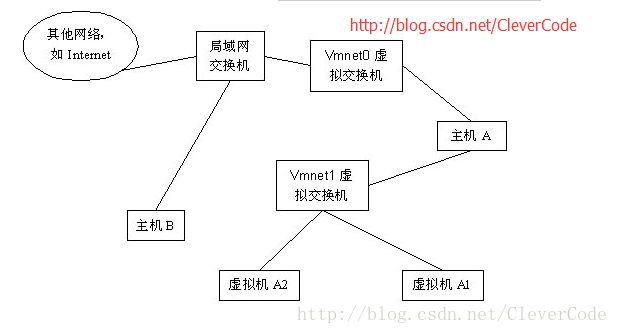 http://blog.csdn.net/CleverCode
其他网络，
如 Internet
局域网
交换机
Vmnet0 虚
拟交换机
主机 A
Vmnet1 虚
拟交换机
主机 B
虚拟机 A2
虚拟机 A1
http://blog.csdn.net/CleverCode